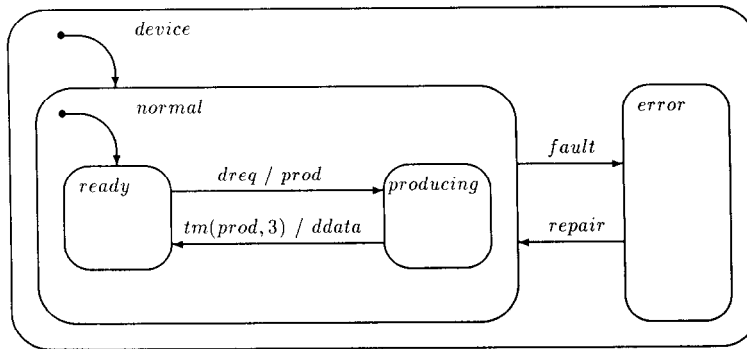 device
normal
error
ready
dreq / prod
producing
fault
tm(prod, 3) / ddata
repair